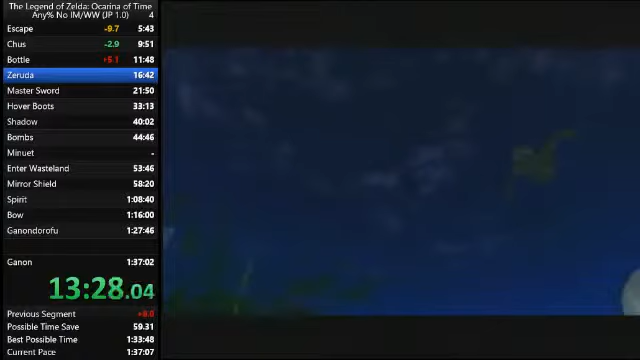 The Legend of Zelda: Ocarina of Time
Any% No IM/WW (JP 1.0) 4
Escape -9.7 5:43
Chus -2.9 9:51
Bottle +5.1 11:48
Zeruda 16:42
Master Sword 21:50
Hover Boots 33:13
Shadow 40:02
Bombs 44:46
Minuet -
Enter Wasteland 53:46
Mirror Shield 58:20
Spirit 1:08:40
Bow 1:16:00
Ganondorofu 1:27:46
Ganon 1:37:02
13:28.04
Previous Segment +8.0
Possible Time Save 59.31
Best Possible Time 1:33:48
Current Pace 1:37:07